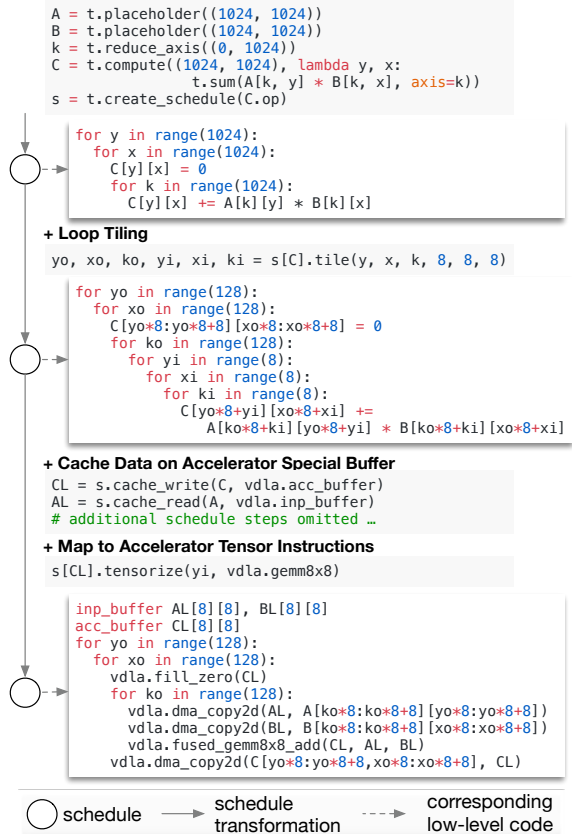 A = t.placeholder((1024, 1024))
B = t.placeholder((1024, 1024))
k = t.reduce_axis((0, 1024))
C = t.compute((1024, 1024), lambda y, x:
                t.sum(A[k, y] * B[k, x], axis=k))
s = t.create_schedule(C.op)
for y in range(1024):
  for x in range(1024):
    C[y][x] = 0
    for k in range(1024):
      C[y][x] += A[k][y] * B[k][x]
+ Loop Tiling
yo, xo, ko, yi, xi, ki = s[C].tile(y, x, k, 8, 8, 8)
for yo in range(128):
  for xo in range(128):
    C[yo*8:yo*8+8][xo*8:xo*8+8] = 0
    for ko in range(128):
      for yi in range(8):
        for xi in range(8):
          for ki in range(8):
            C[yo*8+yi][xo*8+xi] +=
               A[ko*8+ki][yo*8+yi] * B[ko*8+ki][xo*8+xi]
+ Cache Data on Accelerator Special Buffer
CL = s.cache_write(C, vdla.acc_buffer)
AL = s.cache_read(A, vdla.inp_buffer)
# additional schedule steps omitted …
+ Map to Accelerator Tensor Instructions
s[CL].tensorize(yi, vdla.gemm8x8)
inp_buffer AL[8][8], BL[8][8]
acc_buffer CL[8][8]
for yo in range(128):
  for xo in range(128):
    vdla.fill_zero(CL)
    for ko in range(128):
      vdla.dma_copy2d(AL, A[ko*8:ko*8+8][yo*8:yo*8+8])
      vdla.dma_copy2d(BL, B[ko*8:ko*8+8][xo*8:xo*8+8])
      vdla.fused_gemm8x8_add(CL, AL, BL)
    vdla.dma_copy2d(C[yo*8:yo*8+8,xo*8:xo*8+8], CL)
schedule
schedule
transformation
corresponding
low-level code